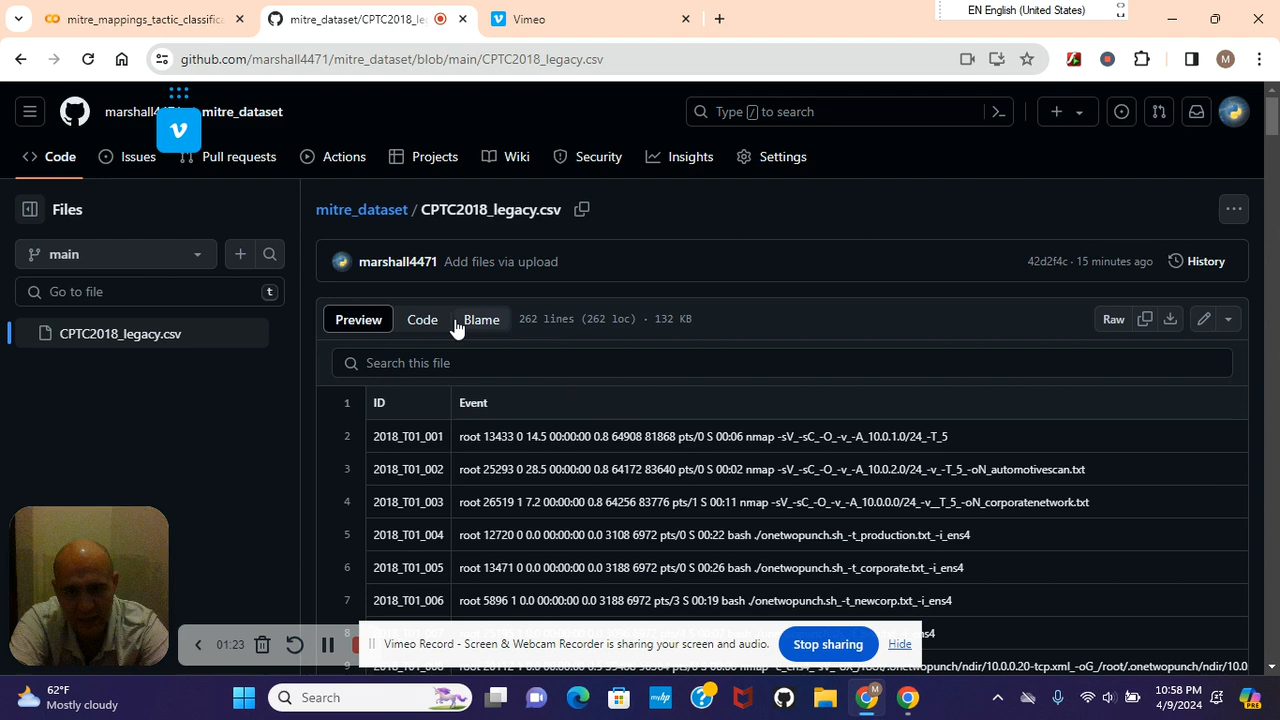 mitre_mappings_tactic_classifica
mitre_dataset/CPTC2018_le
Vimeo
EN English (United States)
github.com/marshall4471/mitre_dataset/blob/main/CPTC2018_legacy.csv
M
mitre_dataset
Type / to search
Code
Issues
Pull requests
Actions
Projects
Wiki
Security
Insights
Settings
Files
mitre_dataset / CPTC2018_legacy.csv
main
marshall4471 Add files via upload
42d2f4c · 15 minutes ago
History
Go to file
t
CPTC2018_legacy.csv
Preview
Code
Blame
262 lines (262 loc) · 132 KB
Raw
Search this file
1 ID Event
2 2018_T01_001 root 13433 0 14.5 00:00:00 0.8 64908 81868 pts/0 S 00:06 nmap -sV_-sC_-O_-v_-A_10.0.1.0/24_-T_5
3 2018_T01_002 root 25293 0 28.5 00:00:00 0.8 64172 83640 pts/0 S 00:02 nmap -sV_-sC_-O_-v_-A_10.0.2.0/24_-v_-T_5_-oN_automotivescan.txt
4 2018_T01_003 root 26519 1 7.2 00:00:00 0.8 64256 83776 pts/1 S 00:11 nmap -sV_-sC_-O_-v_-A_10.0.0.0/24_-v__T_5_-oN_corporatenetwork.txt
5 2018_T01_004 root 12720 0 0.0 00:00:00 0.0 3108 6972 pts/0 S 00:22 bash ./onetwopunch.sh_-t_production.txt_-i_ens4
6 2018_T01_005 root 13471 0 0.0 00:00:00 0.0 3188 6972 pts/0 S 00:26 bash ./onetwopunch.sh_-t_corporate.txt_-i_ens4
7 2018_T01_006 root 5896 1 0.0 00:00:00 0.0 3188 6972 pts/3 S 00:19 bash ./onetwopunch.sh_-t_newcorp.txt_-i_ens4
8
01:23
Vimeo Record - Screen & Webcam Recorder is sharing your screen and audio.
Stop sharing
Hide
62°F
Mostly cloudy
Search
2/9/2024